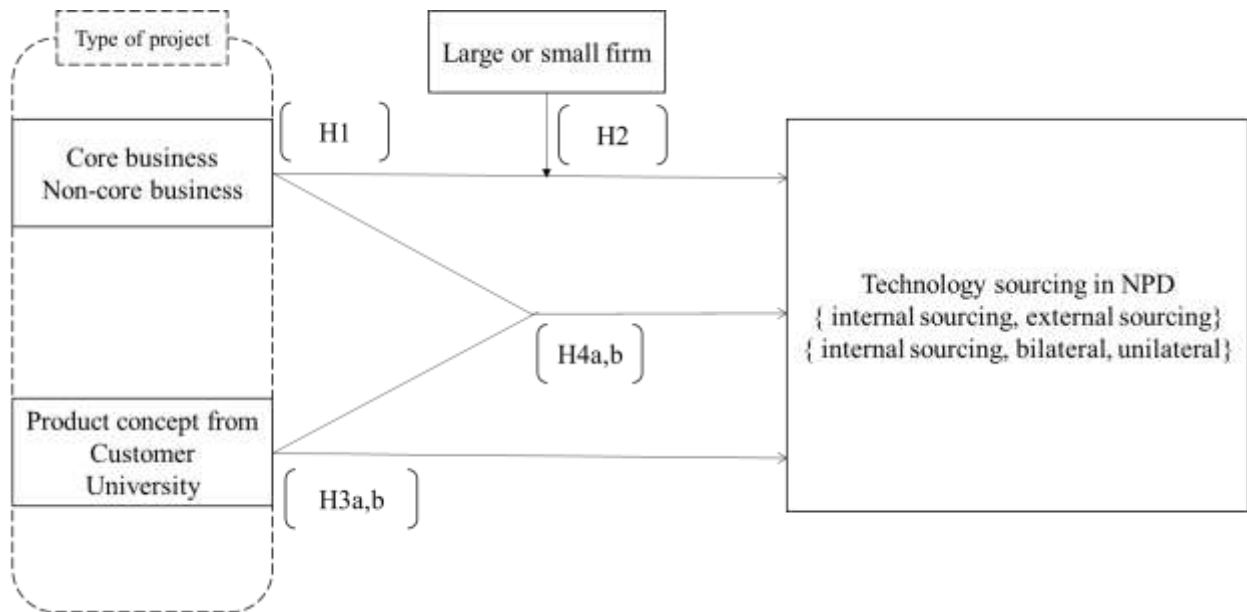 Type of project
Large or small firm
H1
H2
Core business
Non-core business
Technology sourcing in NPD
{ internal sourcing, external sourcing}
{ internal sourcing, bilateral, unilateral}
H4a,b
Product concept from
Customer
University
H3a,b